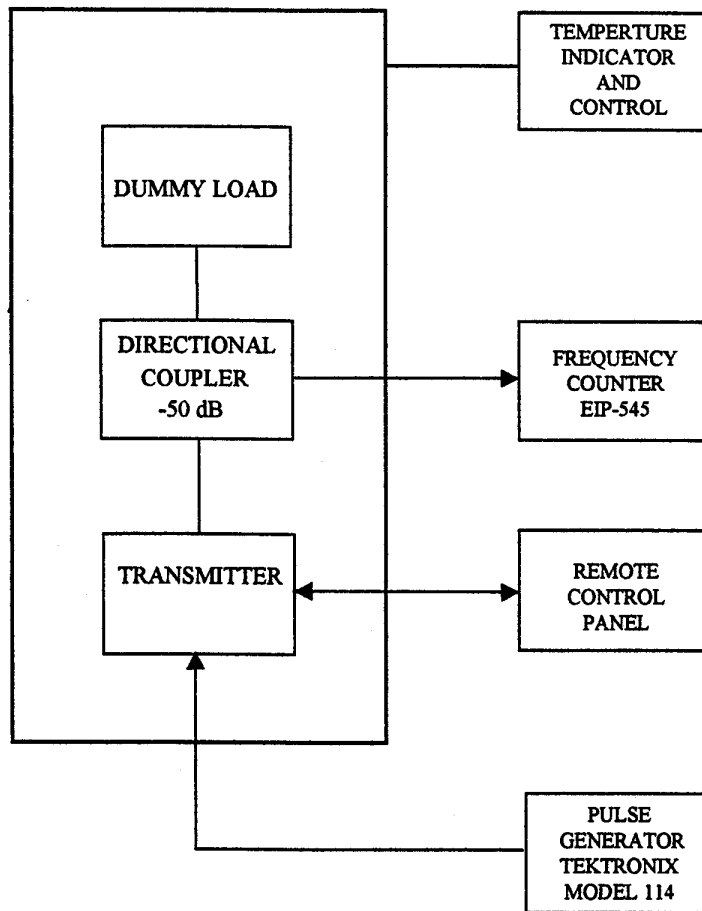 TEMPERTURE
INDICATOR
AND
CONTROL
DUMMY LOAD
DIRECTIONAL
COUPLER
-50 dB
FREQUENCY
COUNTER
EIP-545
TRANSMITTER
REMOTE
CONTROL
PANEL
PULSE
GENERATOR
TEKTRONIX
MODEL 114